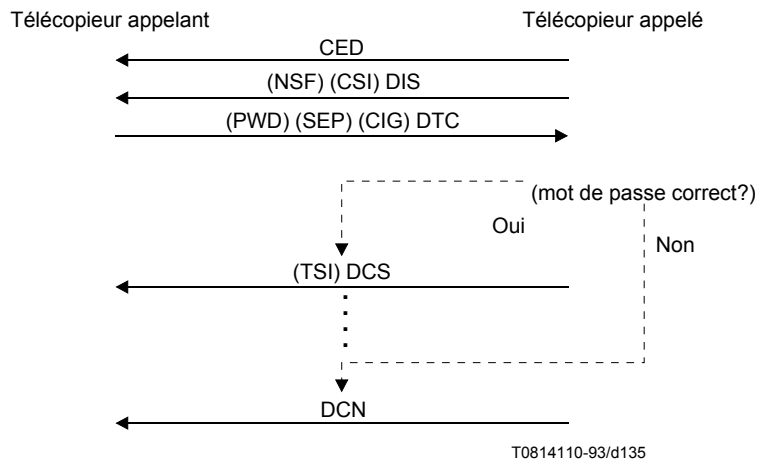 Télécopieur appelant
Télécopieur appelé
CED
(NSF) (CSI) DIS
(PWD) (SEP) (CIG) DTC
(mot de passe correct?)
Oui
Non
(TSI) DCS
DCN
T0814110-93/d135